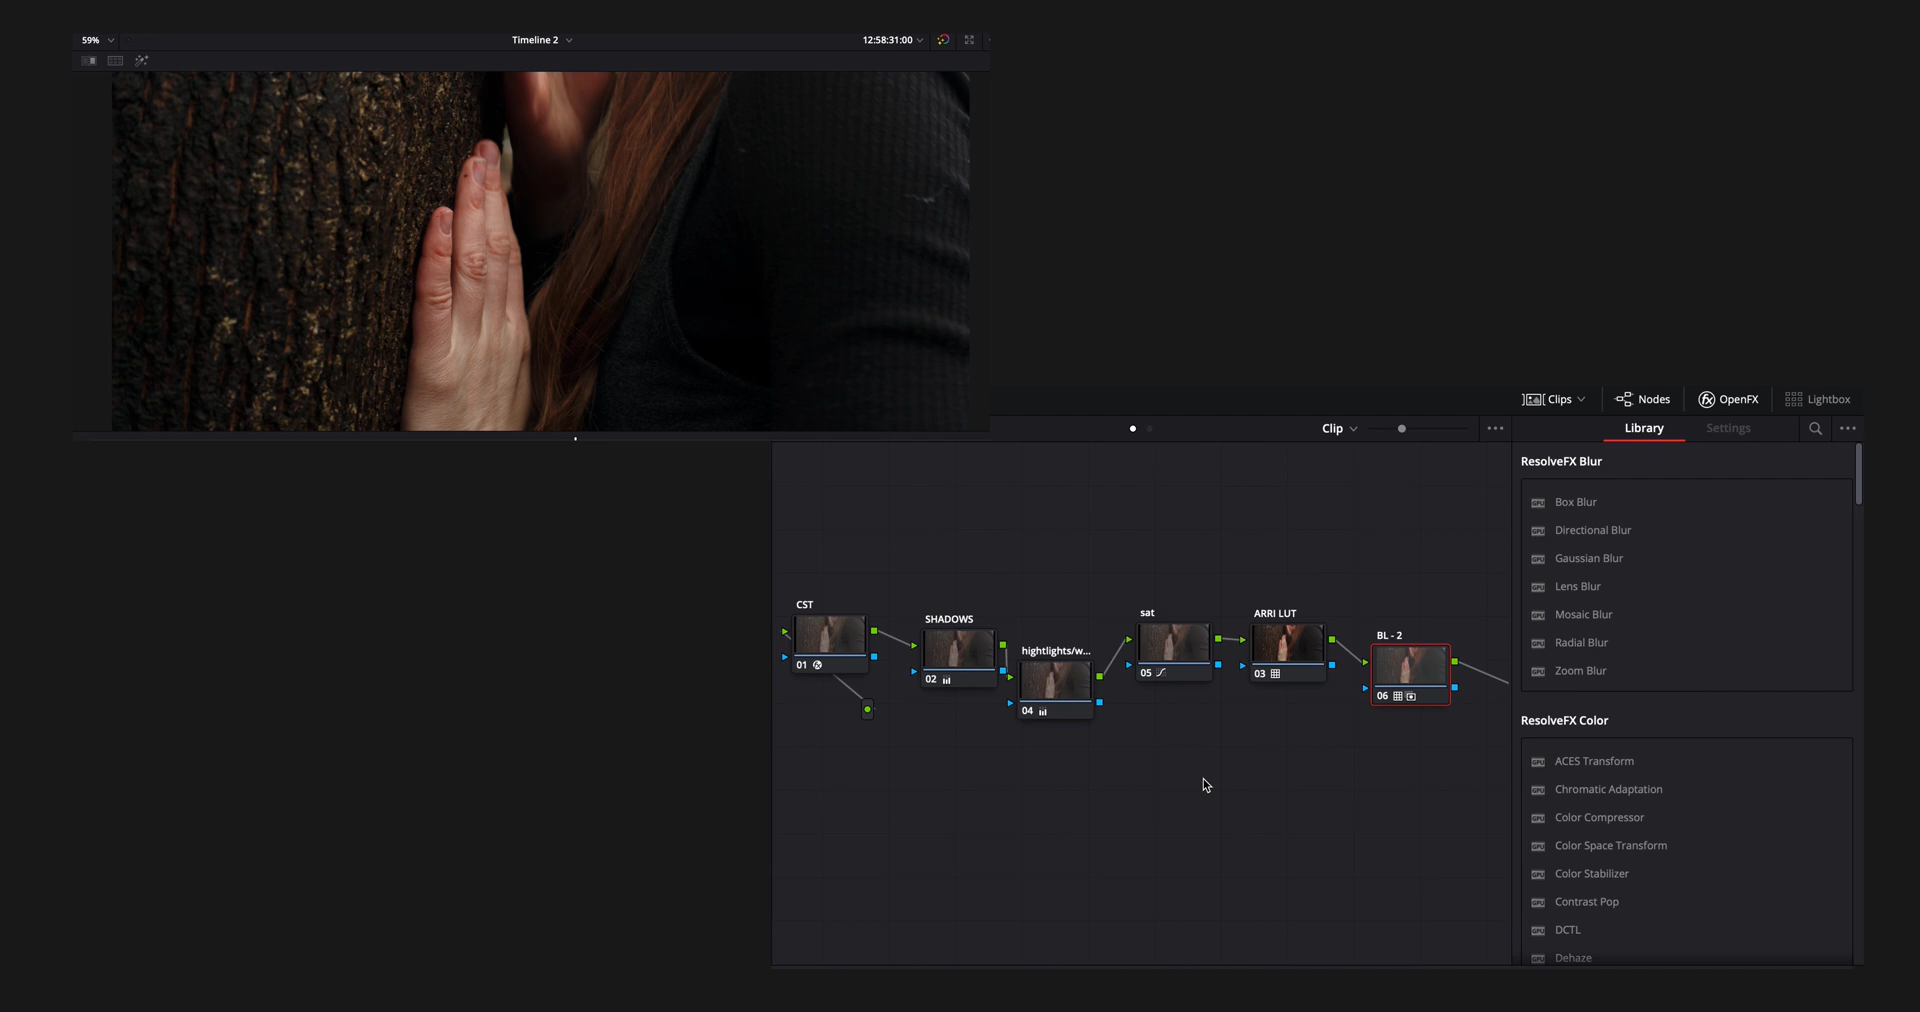 59%
Timeline 2
12:58:31:00
Clips
Nodes
OpenFX
Lightbox
Clip
Library
Settings
ResolveFX Blur
Box Blur
Directional Blur
Gaussian Blur
Lens Blur
Mosaic Blur
Radial Blur
Zoom Blur
ResolveFX Color
ACES Transform
Chromatic Adaptation
Color Compressor
Color Space Transform
Color Stabilizer
Contrast Pop
DCTL
Dehaze
CST
01
SHADOWS
02
hightlights/w...
04
sat
05
ARRI LUT
03
BL - 2
06